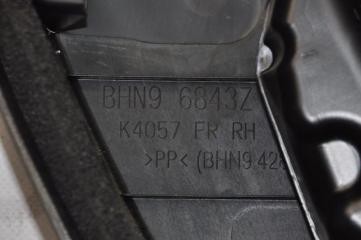 BHN9 6843Z
K4057 FR RH
>PP< (BHN9 42